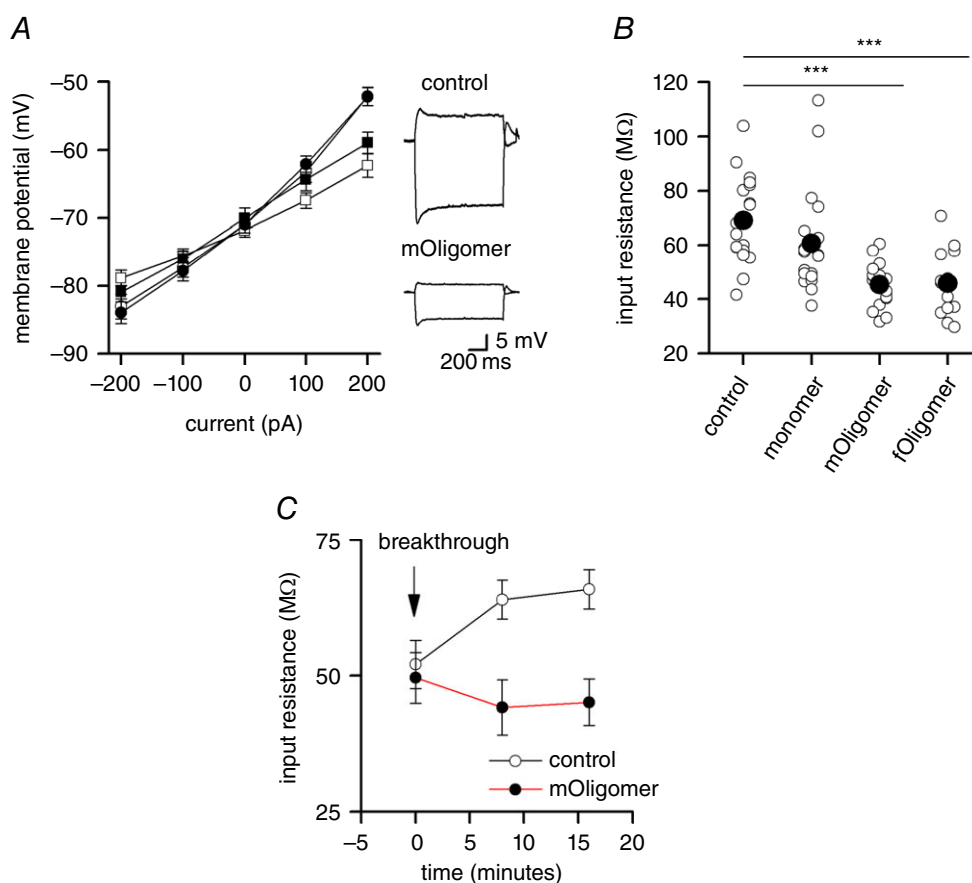 A
membrane potential (mV)
–50
–60
–70
–80
–90
–200
–100
0
100
200
current (pA)
control
mOligomer
5 mV
200 ms
B
***
***
input resistance (MΩ)
120
100
80
60
40
20
control
monomer
mOligomer
fOligomer
C
breakthrough
input resistance (MΩ)
75
50
25
–5
0
5
10
15
20
time (minutes)
control
mOligomer